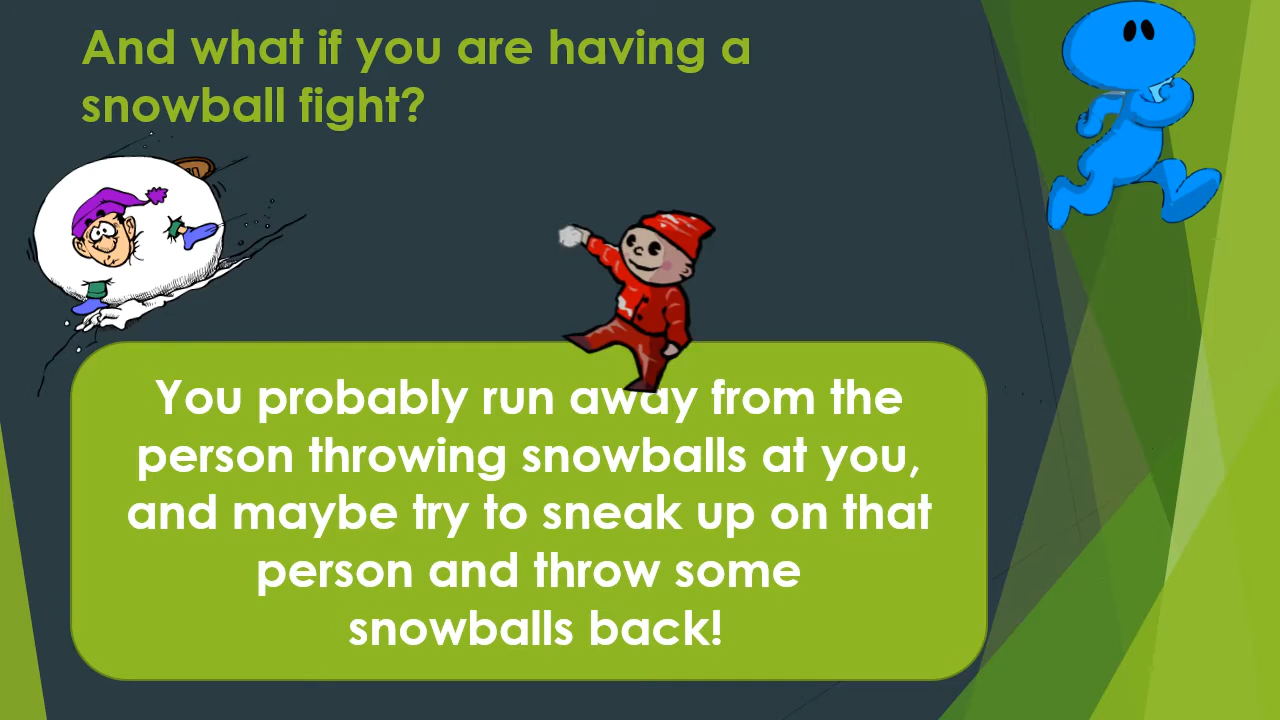 And what if you are having a
snowball fight?
You probably run away from the
person throwing snowballs at you,
and maybe try to sneak up on that
person and throw some
snowballs back!